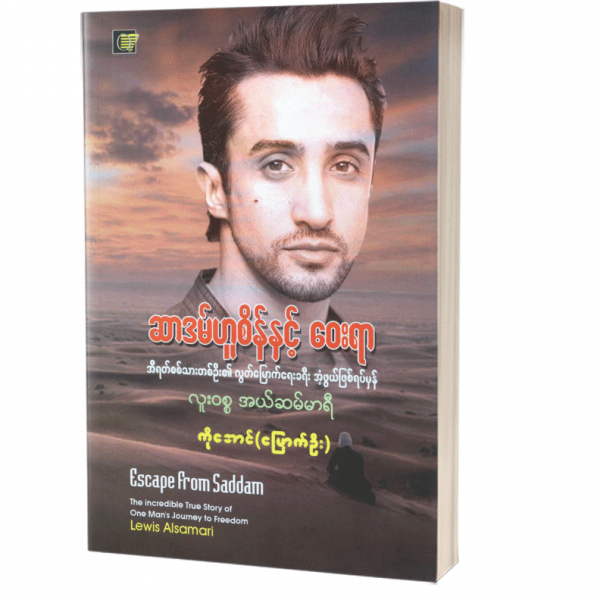 ဆာဒမ်ဟူစိန်နှင့် ဝေးရာ
အီရတ်စစ်သားတစ်ဦး၏ လွတ်မြောက်ရေးခရီး အံ့ဖွယ်ဖြစ်ရပ်မှန်
လူးဝစ္စ အယ်ဆမ်မာရီ
ကိုအောင်(မြောက်ဦး)
Escape From Saddam
The incredible True Story of
One Man's Journey to Freedom
Lewis Alsamari